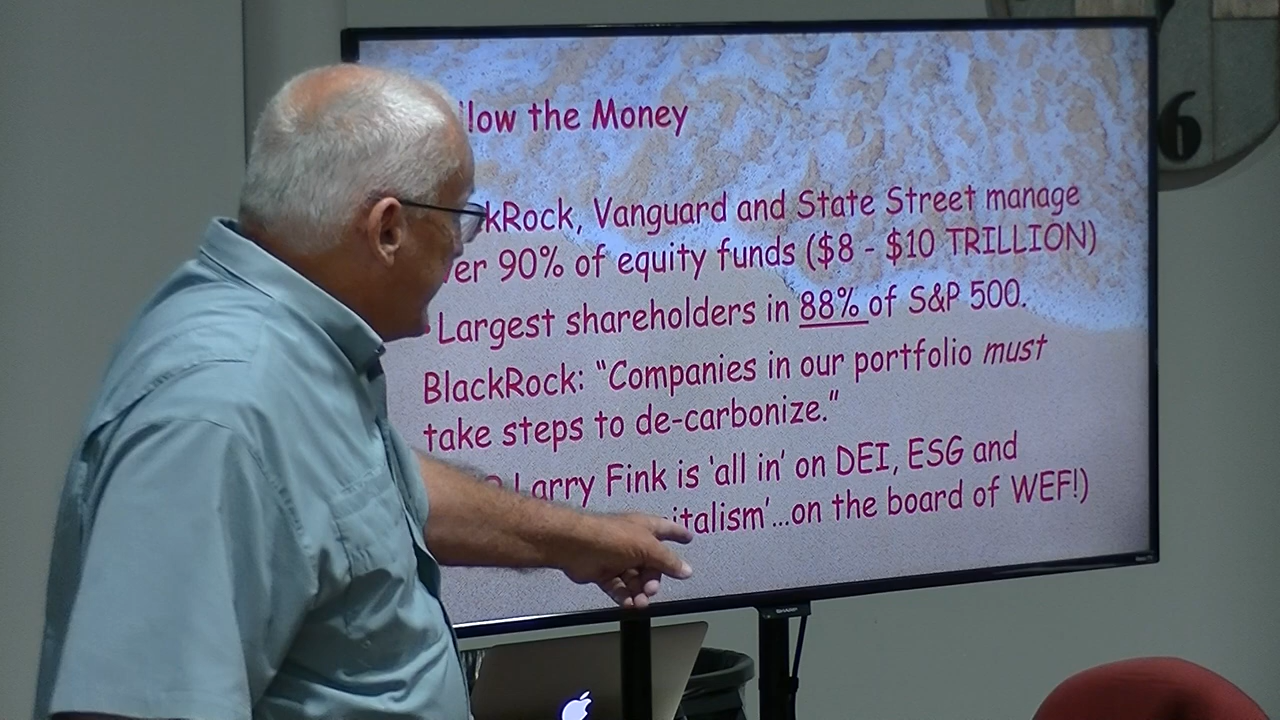 llow the Money
kRock, Vanguard and State Street manage
er 90% of equity funds ($8 - $10 TRILLION)
Largest shareholders in 88% of S&P 500.
BlackRock: “Companies in our portfolio must
take steps to de-carbonize.”
Larry Fink is ‘all in’ on DEI, ESG and
italism’...on the board of WEF!)
6
SHARP